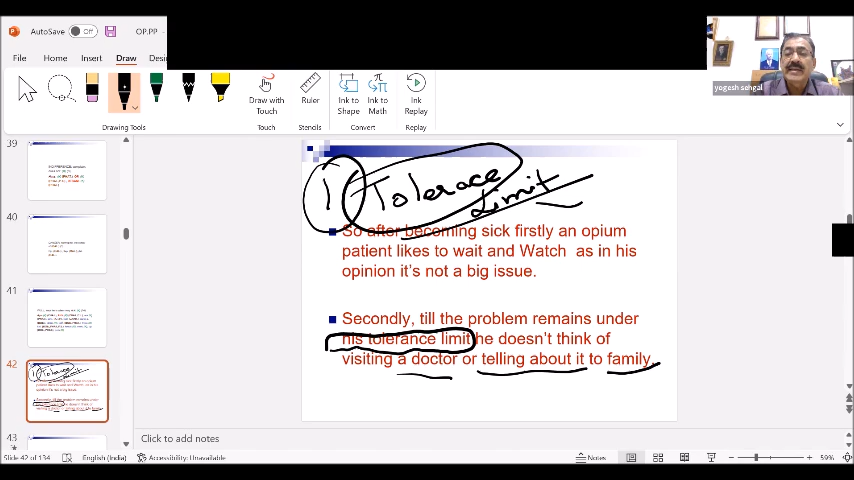 AutoSave
Off
OP.PP
File
Home
Insert
Draw
Desi
Draw with
Touch
Ruler
Ink to
Shape
Ink to
Math
Ink
Replay
Drawing Tools
Touch
Stencils
Convert
Replay
yogesh sehgal
39
40
41
42
43
1 Tolerace
Limit
So after becoming sick firstly an opium
patient likes to wait and Watch as in his
opinion it's not a big issue.
Secondly, till the problem remains under
his tolerance limit he doesn't think of
visiting a doctor or telling about it to family.
Click to add notes
Slide 42 of 134
English (India)
Accessibility: Unavailable
Notes
59%